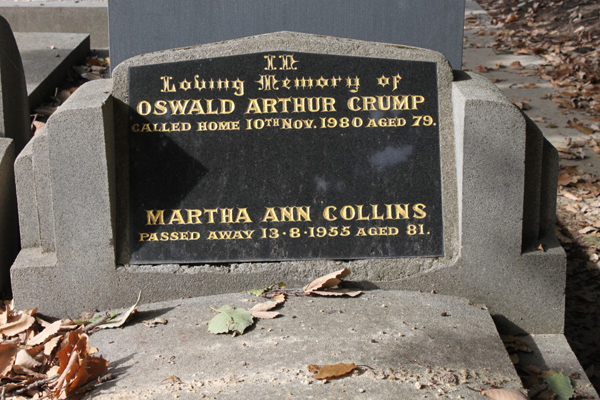 In
Loving Memory of
OSWALD ARTHUR CRUMP
CALLED HOME 10TH NOV. 1980 AGED 79.
MARTHA ANN COLLINS
PASSED AWAY 13-8-1955 AGED 81.